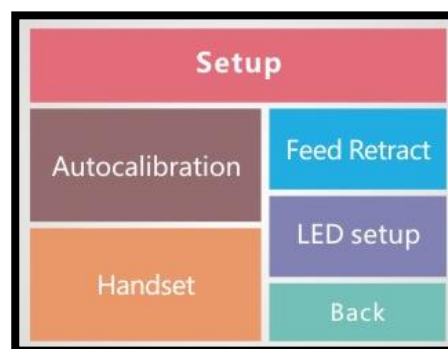 Setup
Autocalibration
Feed Retract
LED setup
Handset
Back